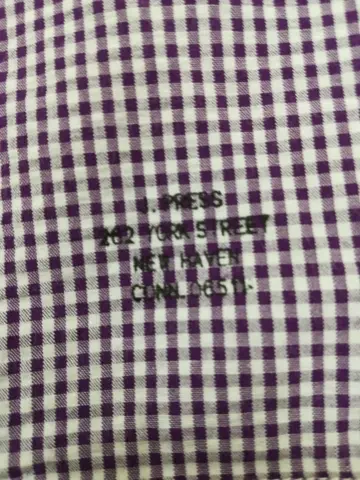 J. PRESS
262 YORK STREET
NEW HAVEN
CONN. 06511.